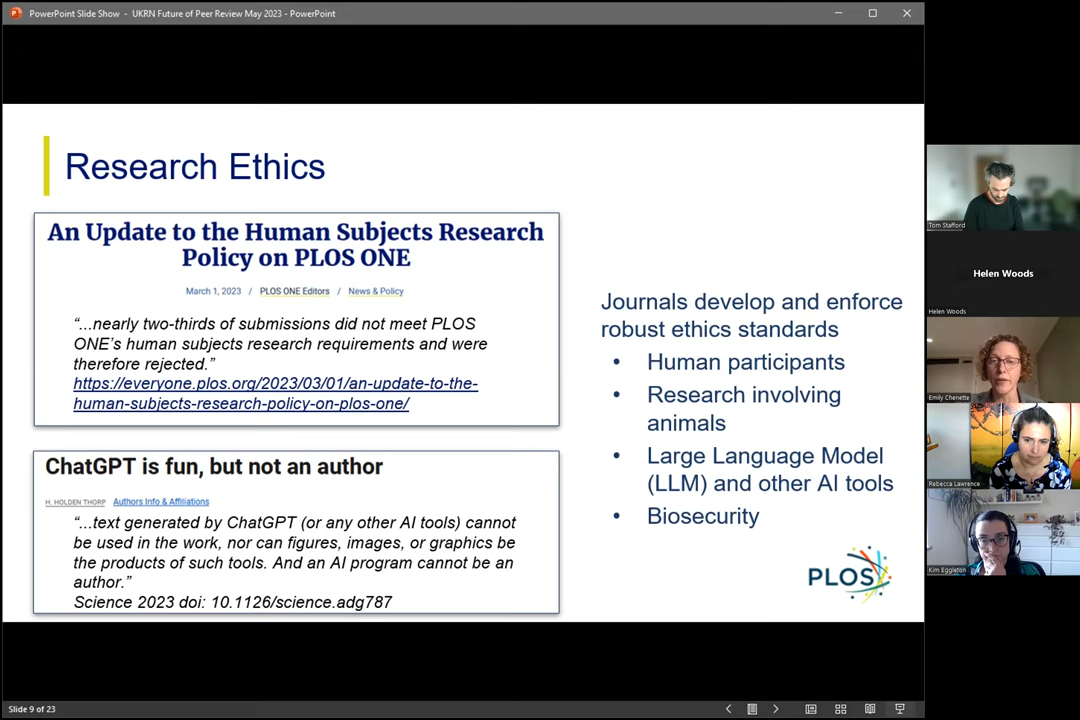 PowerPoint Slide Show - UKRN Future of Peer Review May 2023 - PowerPoint
Research Ethics
An Update to the Human Subjects Research
Policy on PLOS ONE
March 1, 2023 / PLOS ONE Editors / News & Policy
“...nearly two-thirds of submissions did not meet PLOS
ONE’s human subjects research requirements and were
therefore rejected.”
https://everyone.plos.org/2023/03/01/an-update-to-the-
human-subjects-research-policy-on-plos-one/
ChatGPT is fun, but not an author
H. HOLDEN THORP Authors Info & Affiliations
“...text generated by ChatGPT (or any other AI tools) cannot
be used in the work, nor can figures, images, or graphics be
the products of such tools. And an AI program cannot be an
author.”
Science 2023 doi: 10.1126/science.adg787
Journals develop and enforce
robust ethics standards
• Human participants
• Research involving
animals
• Large Language Model
(LLM) and other AI tools
• Biosecurity
PLOS
Tom Stafford
Helen Woods
Helen Woods
Emily Chenette
Rebecca Lawrence
Kim Eggleton
Slide 9 of 23